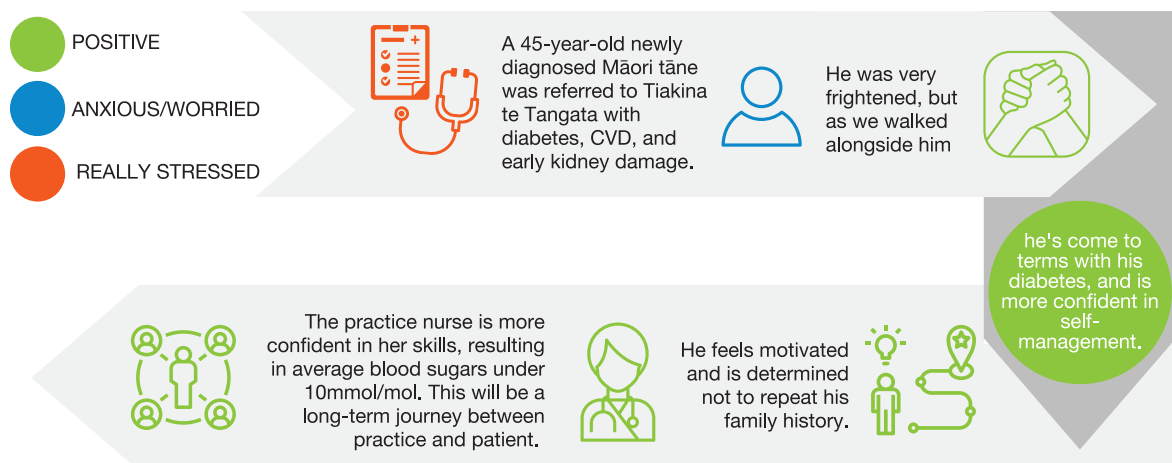 POSITIVE
ANXIOUS/WORRIED
REALLY STRESSED
A 45-year-old newly
diagnosed Māori tāne
was referred to Tiakina
te Tangata with
diabetes, CVD, and
early kidney damage.
He was very
frightened, but
as we walked
alongside him
he's come to
terms with his
diabetes, and is
more confident in
self-
management.
He feels motivated
and is determined
not to repeat his
family history.
The practice nurse is more
confident in her skills, resulting
in average blood sugars under
10mmol/mol. This will be a
long-term journey between
practice and patient.